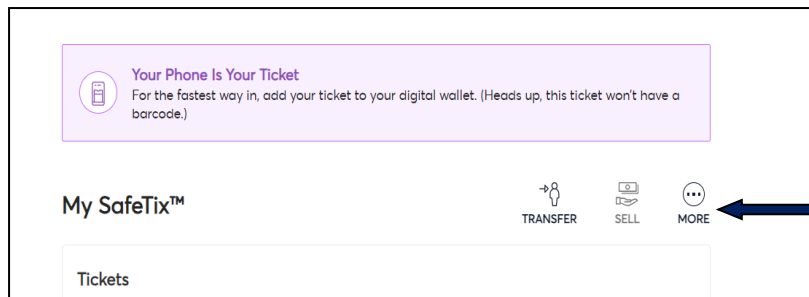 Your Phone Is Your Ticket
For the fastest way in, add your ticket to your digital wallet. (Heads up, this ticket won't have a
barcode.)
My SafeTix™
TRANSFER SELL MORE
Tickets